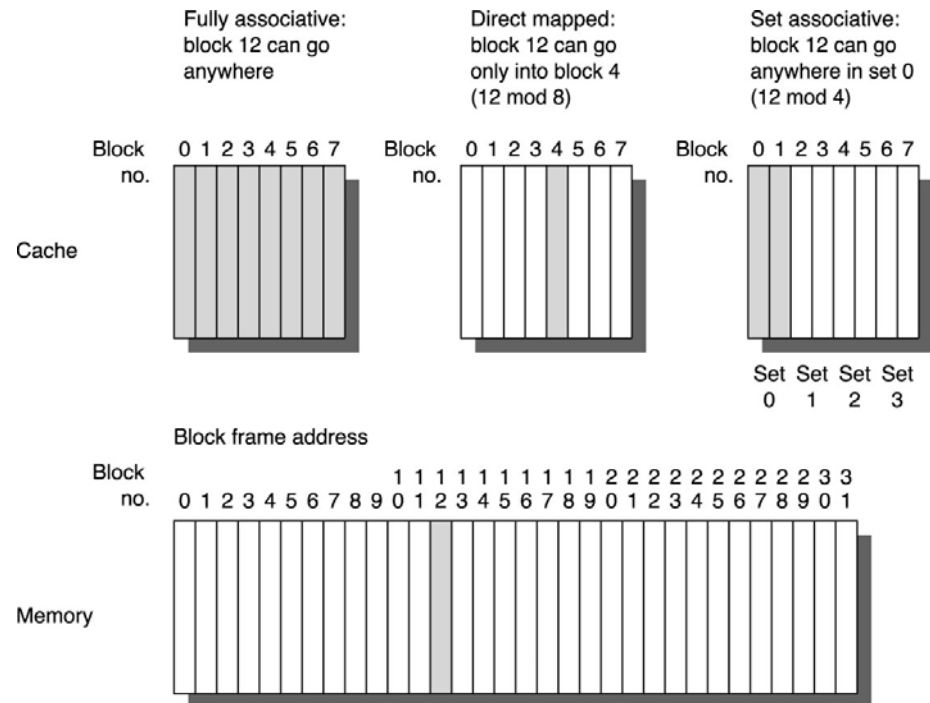 Fully associative:
block 12 can go
anywhere
Direct mapped:
block 12 can go
only into block 4
(12 mod 8)
Set associative:
block 12 can go
anywhere in set 0
(12 mod 4)
Block
no.
0 1 2 3 4 5 6 7
Block
no.
0 1 2 3 4 5 6 7
Block
no.
0 1 2 3 4 5 6 7
Cache
Set Set Set Set
0 1 2 3
Block frame address
Block
no.
1 1 1 1 1 1 1 1 1 1 2 2 2 2 2 2 2 2 2 2 3 3
0 1 2 3 4 5 6 7 8 9 0 1 2 3 4 5 6 7 8 9 0 1 2 3 4 5 6 7 8 9 0 1
Memory